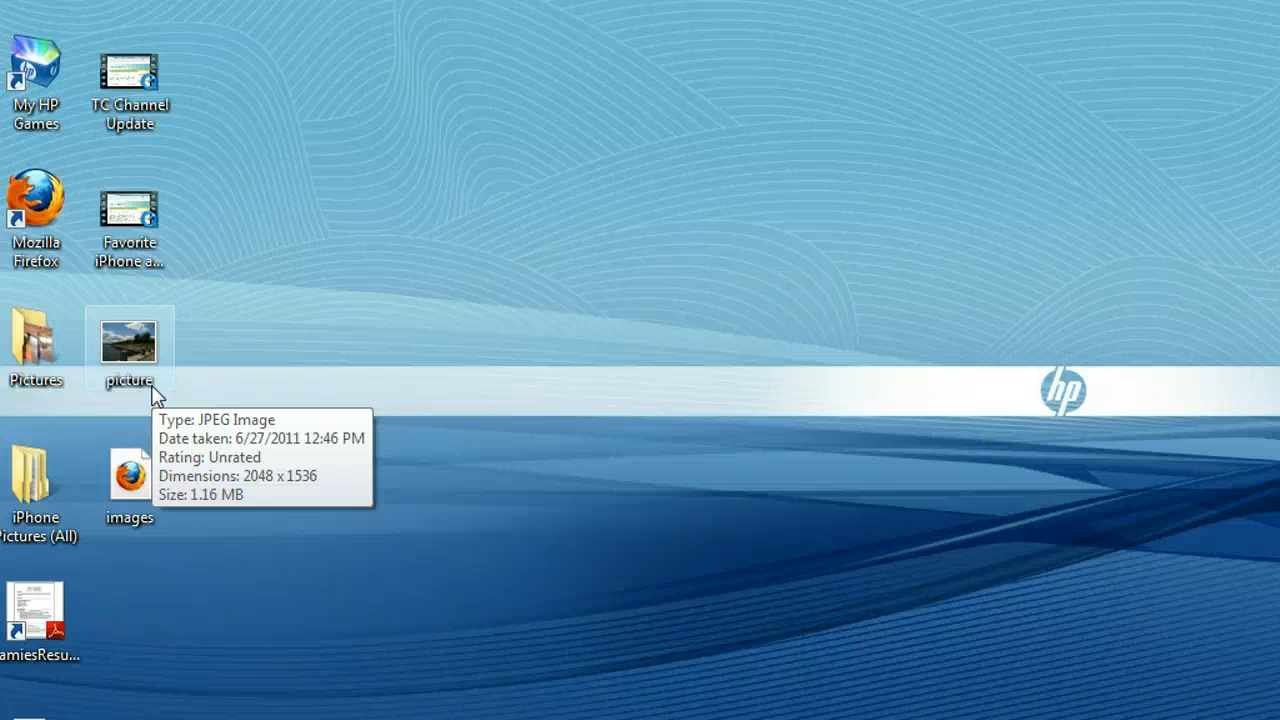 My HP
Games
TC Channel
Update
Mozilla
Firefox
Favorite
iPhone a...
Pictures
picture
hp
Type: JPEG Image
Date taken: 6/27/2011 12:46 PM
Rating: Unrated
Dimensions: 2048 x 1536
Size: 1.16 MB
iPhone
Pictures (All)
images
amiesResu...